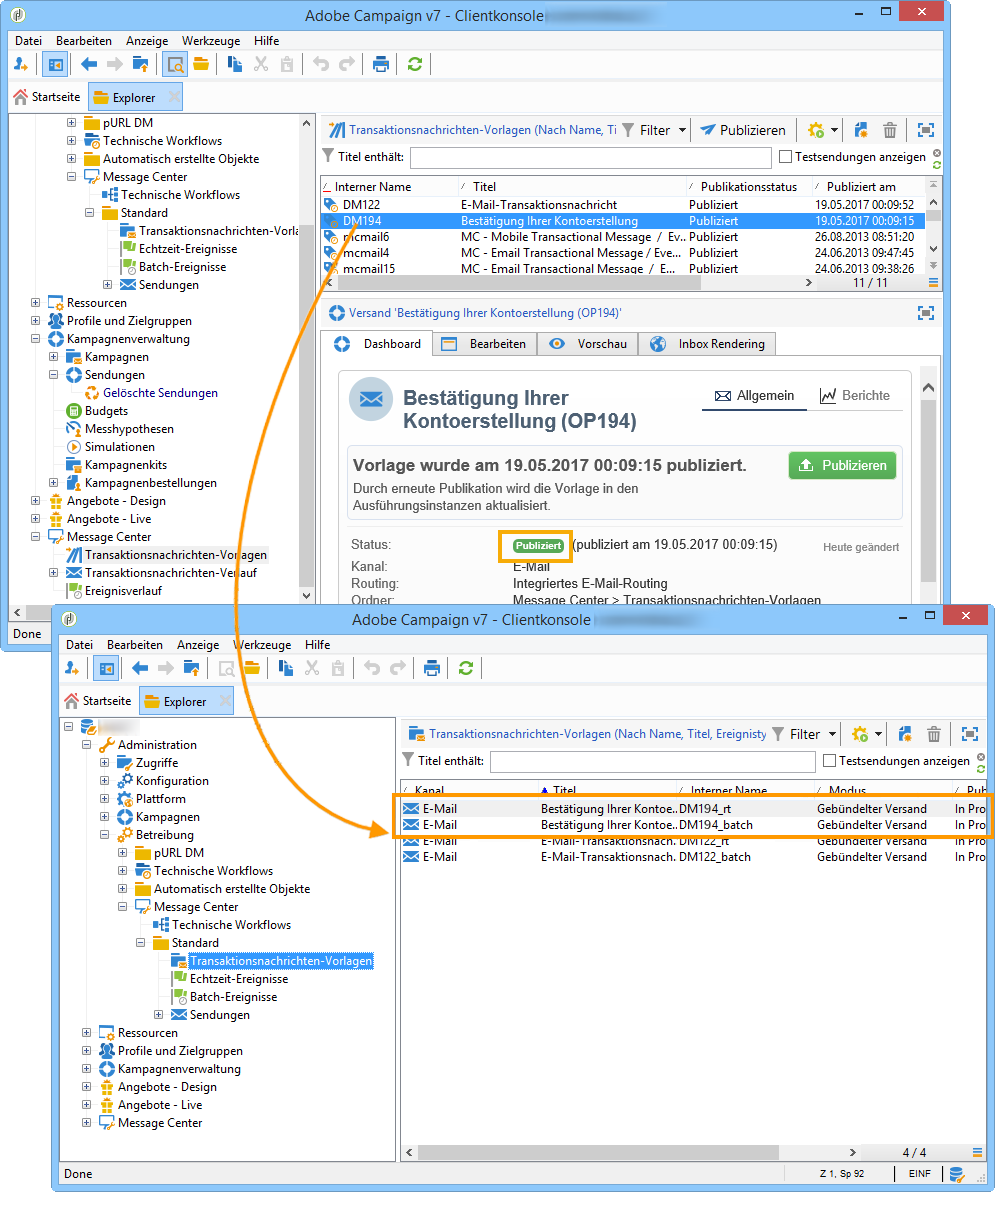 Adobe Campaign v7 - Clientkonsole
Datei Bearbeiten Anzeige Werkzeuge Hilfe
Startseite Explorer
pURL DM
Technische Workflows
Automatisch erstellte Objekte
Message Center
Technische Workflows
Standard
Transaktionsnachrichten-Vorla
Echtzeit-Ereignisse
Batch-Ereignisse
Sendungen
Ressourcen
Profile und Zielgruppen
Kampagnenverwaltung
Kampagnen
Sendungen
Gelöschte Sendungen
Budgets
Messhypothesen
Simulationen
Kampagnenkits
Kampagnenbestellungen
Angebote - Design
Angebote - Live
Message Center
Transaktionsnachrichten-Vorlagen
Transaktionsnachrichten-Verlauf
Ereignisverlauf
Done
Transaktionsnachrichten-Vorlagen (Nach Name, Ti Filter Publizieren
Titel enthält: Testsendungen anzeigen
Interner Name Titel Publikationsstatus Publiziert am
DM122 E-Mail-Transaktionsnachricht Publiziert 19.05.2017 00:09:52
DM194 Bestätigung Ihrer Kontoerstellung Publiziert 19.05.2017 00:09:15
mcmail6 MC - Mobile Transactional Message / Ev.. Publiziert 26.08.2013 08:51:20
mcmail4 MC - Email Transactional Message / Eve... Publiziert 24.06.2013 09:47:45
mcmail15 MC - Email Transactional Message / E... Publiziert 24.06.2013 09:38:26
11 / 11
Versand 'Bestätigung Ihrer Kontoerstellung (OP194)'
Dashboard Bearbeiten Vorschau Inbox Rendering
Bestätigung Ihrer
Kontoerstellung (OP194)
Allgemein Berichte
Vorlage wurde am 19.05.2017 00:09:15 publiziert.
Durch erneute Publikation wird die Vorlage in den
Ausführungsinstanzen aktualisiert.
Publizieren
Status: Publiziert (publiziert am 19.05.2017 00:09:15) Heute geändert
Kanal: E-Mail
Routing: Integriertes E-Mail-Routing
Ordner: Message Center > Transaktionsnachrichten-Vorlagen
Adobe Campaign v7 - Clientkonsole
Datei Bearbeiten Anzeige Werkzeuge Hilfe
Startseite Explorer
Administration
Zugriffe
Konfiguration
Plattform
Kampagnen
Betreibung
pURL DM
Technische Workflows
Automatisch erstellte Objekte
Message Center
Technische Workflows
Standard
Transaktionsnachrichten-Vorlagen
Echtzeit-Ereignisse
Batch-Ereignisse
Sendungen
Ressourcen
Profile und Zielgruppen
Kampagnenverwaltung
Angebote - Design
Angebote - Live
Message Center
Transaktionsnachrichten-Vorlagen (Nach Name, Titel, Ereignisty Filter
Titel enthält: Testsendungen anzeigen
Kanal Titel Interner Name Modus Pub
E-Mail Bestätigung Ihrer Kontoe.. DM194_rt Gebündelter Versand In Pro
E-Mail Bestätigung Ihrer Kontoe.. DM194_batch Gebündelter Versand In Pro
E-Mail E-Mail-Transaktionsnach. DM122_rt Gebündelter Versand In Pro
E-Mail E-Mail-Transaktionsnach.. DM122_batch Gebündelter Versand In Pro
4 / 4
Done Z 1, Sp 92 EINF